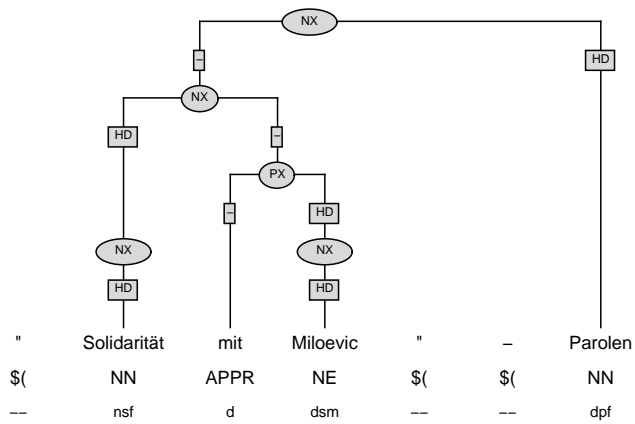 NX
– HD
NX
HD –
PX
– HD
NX NX
HD HD
" Solidarität mit Miloevic " – Parolen
$( NN APPR NE $( $( NN
−− nsf d dsm −− −− dpf